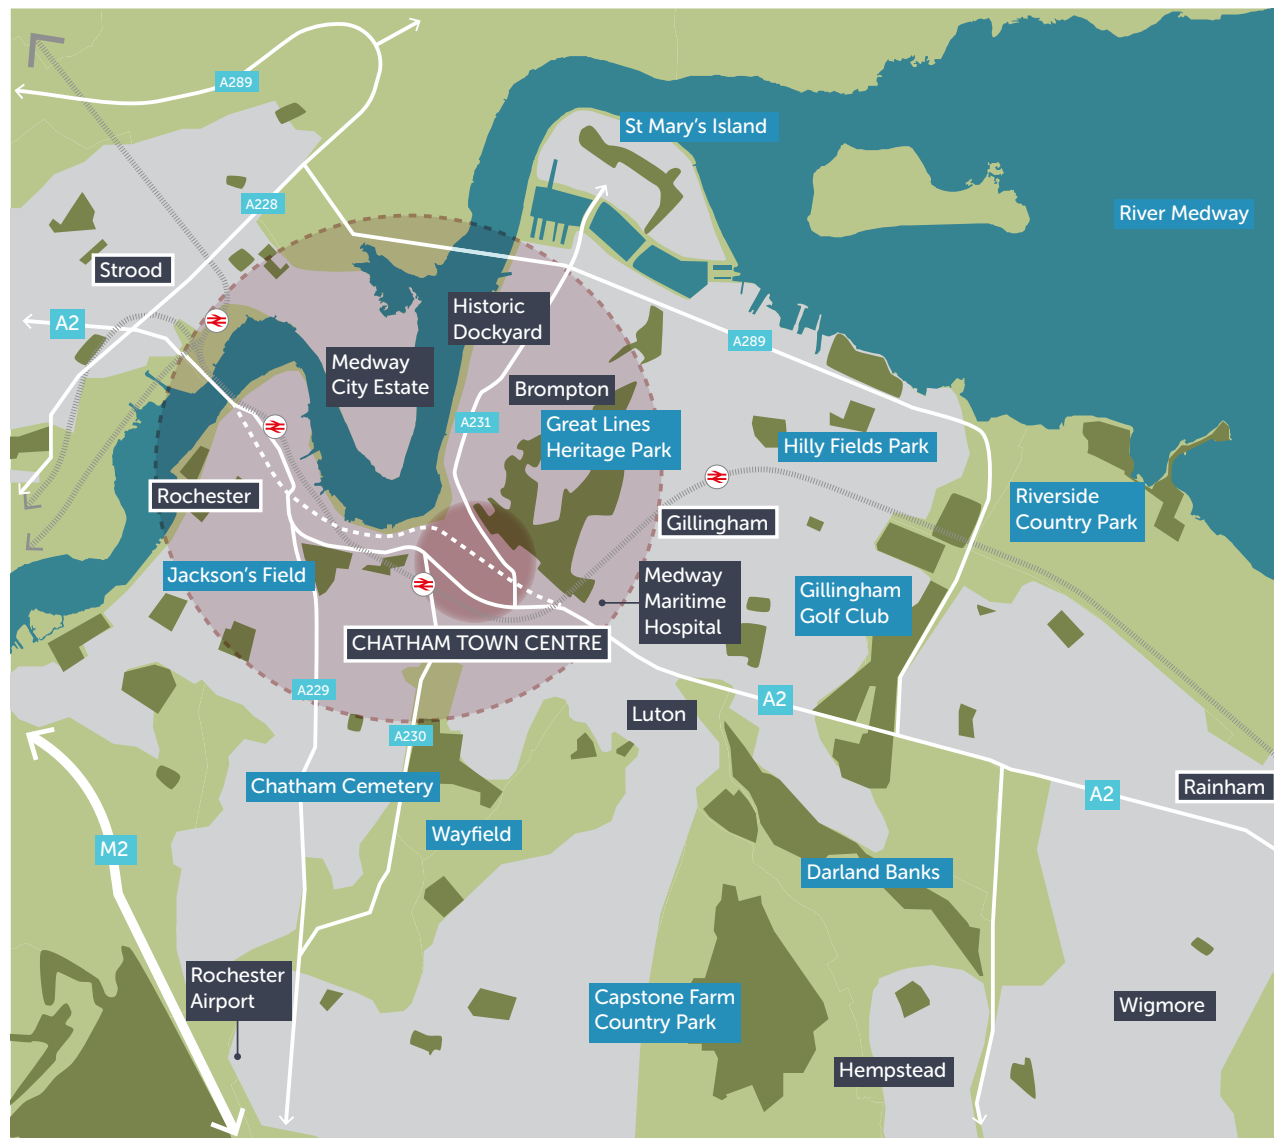 A289
St Mary's Island
A228
River Medway
Strood
Historic
Dockyard
A2
A289
Medway
City Estate
Brompton
A231
Great Lines
Heritage Park
Hilly Fields Park
Rochester
Riverside
Country Park
Gillingham
Jackson's Field
Medway
Maritime
Hospital
Gillingham
Golf Club
CHATHAM TOWN CENTRE
A229
A2
Luton
A230
Chatham Cemetery
Rainham
A2
Wayfield
M2
Darland Banks
Rochester
Airport
Capstone Farm
Country Park
Wigmore
Hempstead